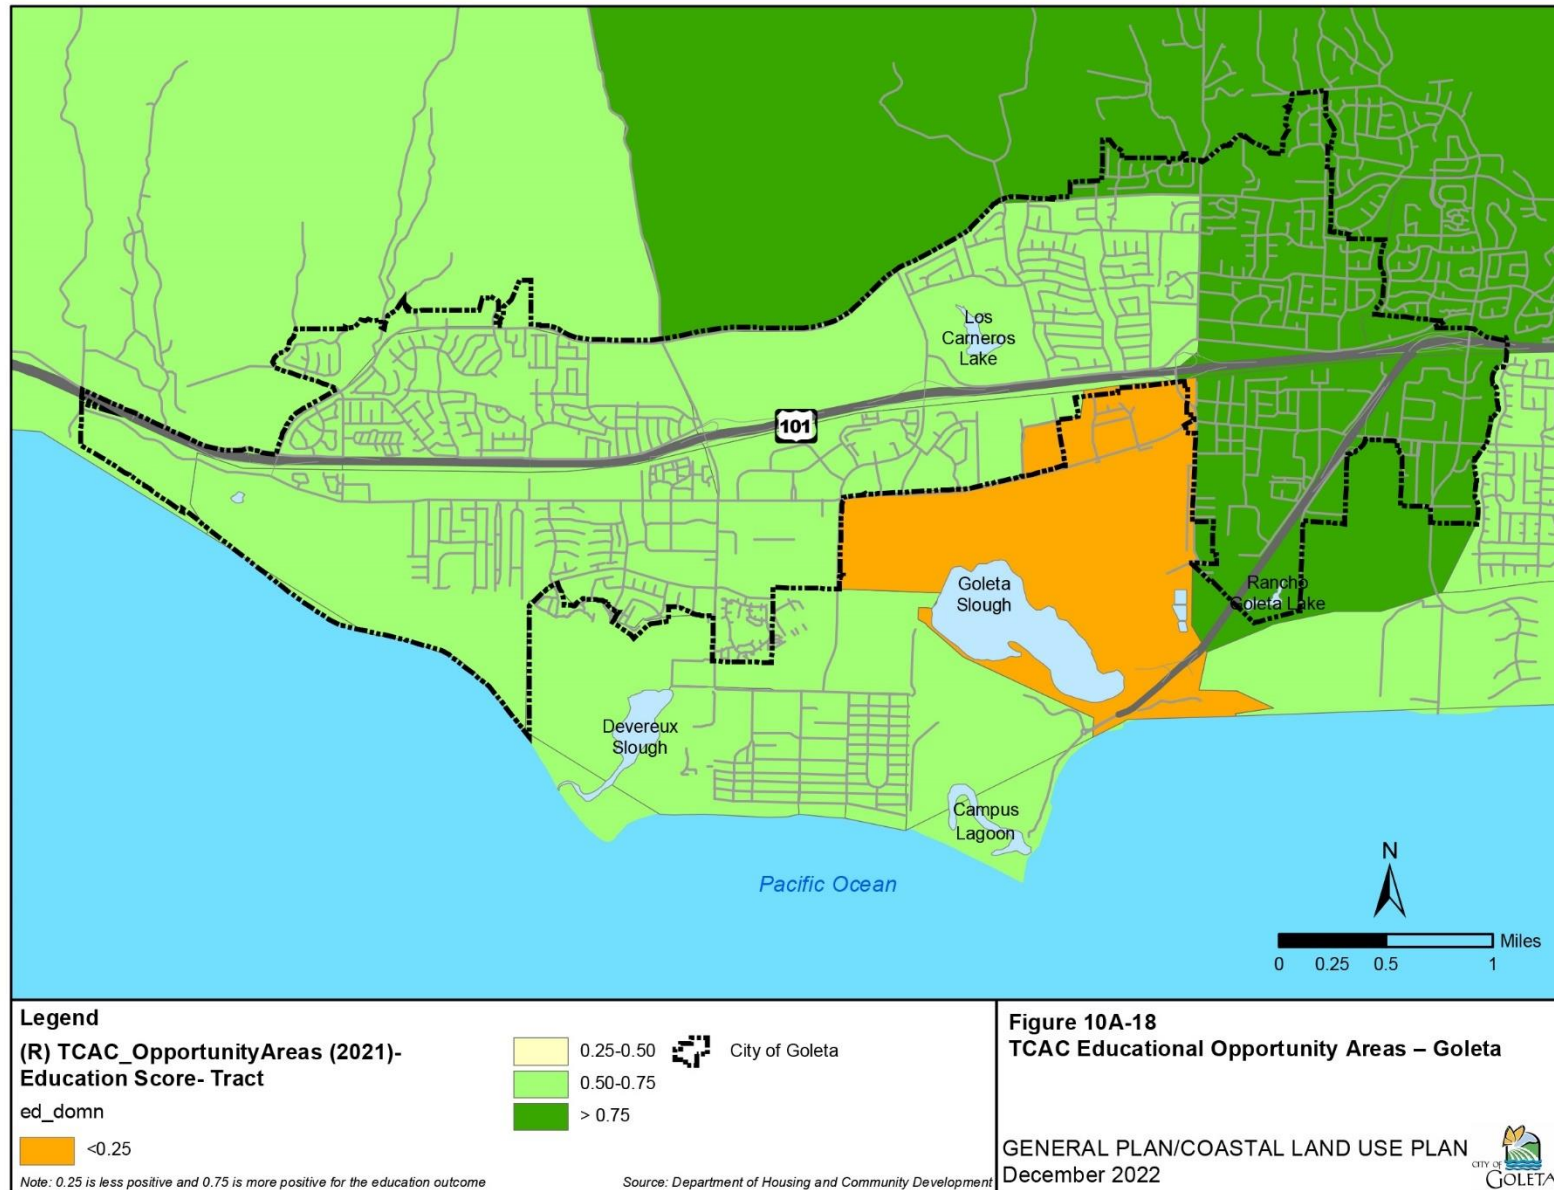 Los
Carneros
Lake
101
Goleta
Slough
Rancho
Goleta Lake
Devereux
Slough
Campus
Lagoon
Pacific Ocean
N
Miles
0 0.25 0.5 1
Legend
(R) TCAC_OpportunityAreas (2021)-
Education Score- Tract
ed_domn
<0.25
0.25-0.50
0.50-0.75
> 0.75
City of Goleta
Note: 0.25 is less positive and 0.75 is more positive for the education outcome
Source: Department of Housing and Community Development
Figure 10A-18
TCAC Educational Opportunity Areas – Goleta
GENERAL PLAN/COASTAL LAND USE PLAN
December 2022
CITY OF
GOLETA